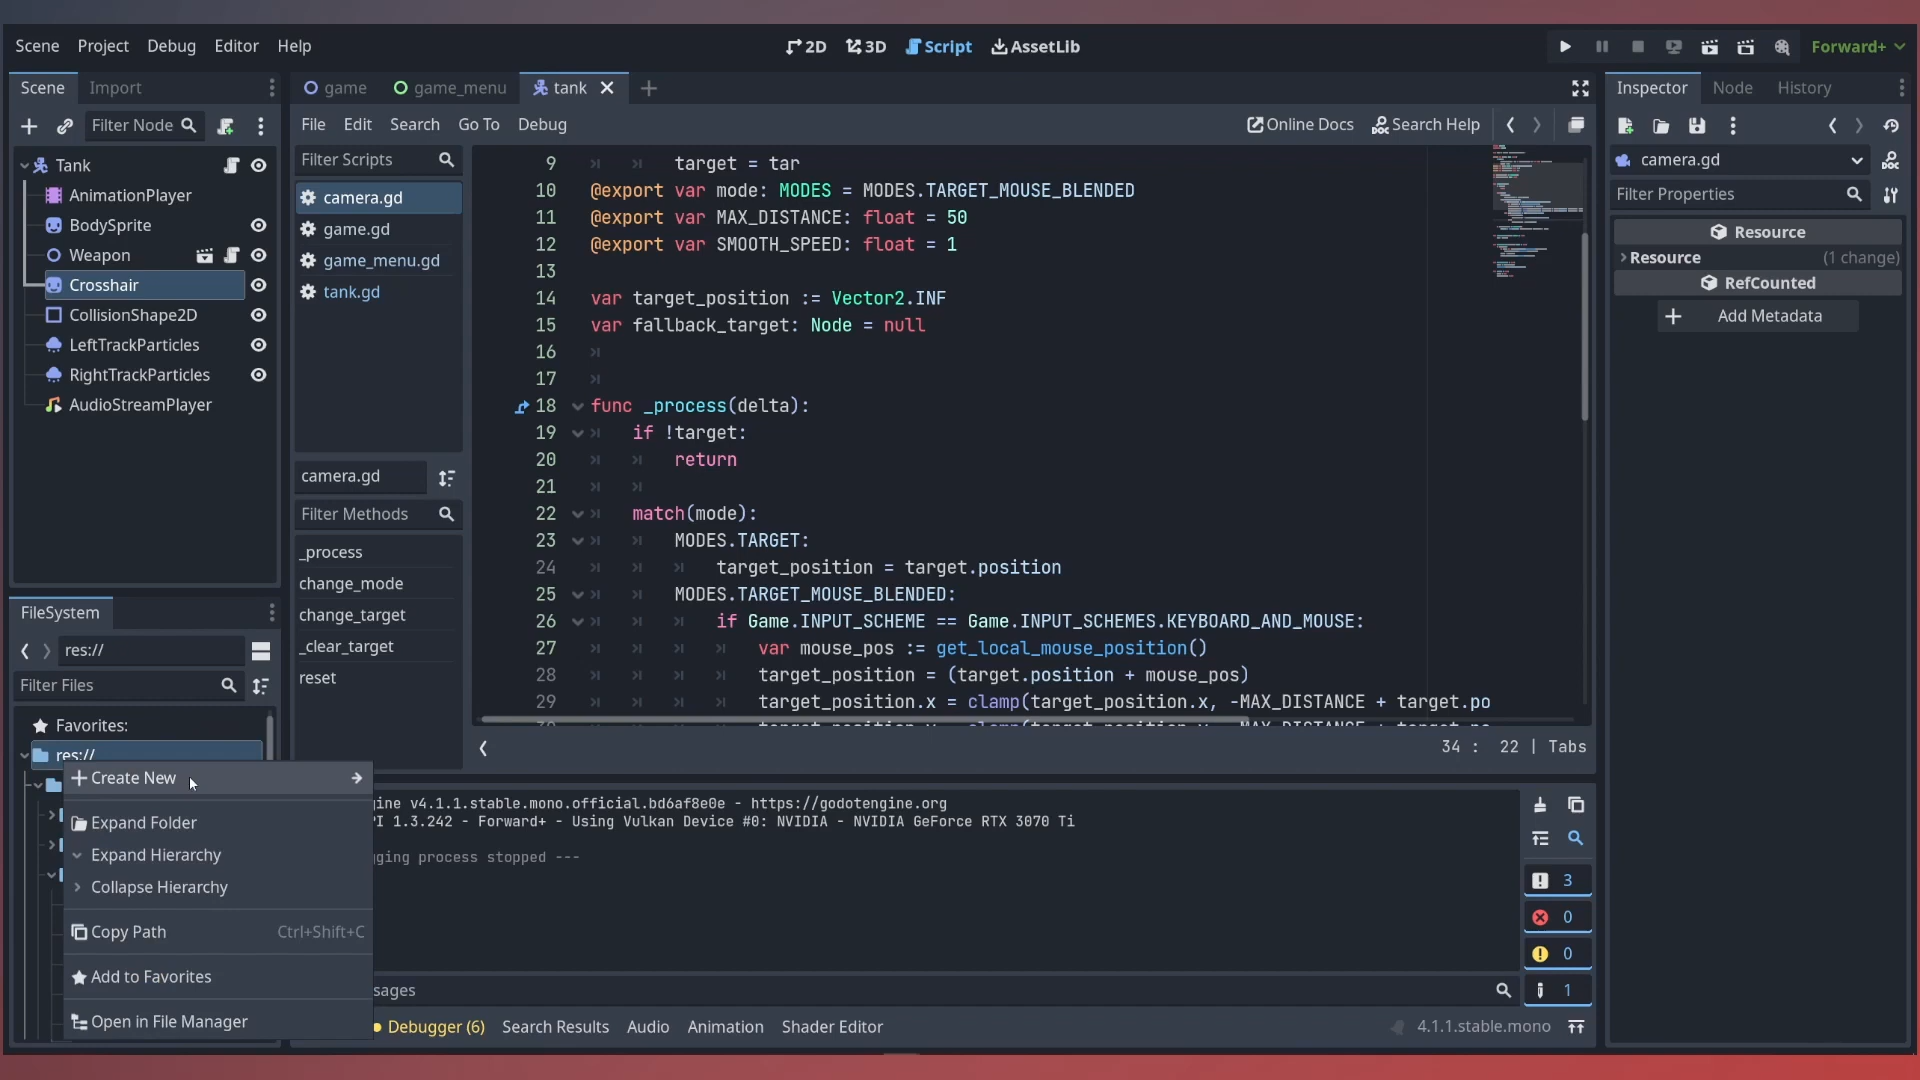 Scene Project Debug Editor Help
2D 3D Script AssetLib
Forward+
Scene Import
game game_menu tank
Inspector Node History
Filter Node
File Edit Search Go To Debug
Online Docs Search Help
Tank
AnimationPlayer
BodySprite
Weapon
Crosshair
CollisionShape2D
LeftTrackParticles
RightTrackParticles
AudioStreamPlayer
Filter Scripts
camera.gd
game.gd
game_menu.gd
tank.gd
camera.gd
Filter Methods
_process
change_mode
change_target
_clear_target
reset
9 target = tar
10 @export var mode: MODES = MODES.TARGET_MOUSE_BLENDED
11 @export var MAX_DISTANCE: float = 50
12 @export var SMOOTH_SPEED: float = 1
13
14 var target_position := Vector2.INF
15 var fallback_target: Node = null
16
17
18 func _process(delta):
19 if !target:
20 return
21
22 match(mode):
23 MODES.TARGET:
24 target_position = target.position
25 MODES.TARGET_MOUSE_BLENDED:
26 if Game.INPUT_SCHEME == Game.INPUT_SCHEMES.KEYBOARD_AND_MOUSE:
27 var mouse_pos := get_local_mouse_position()
28 target_position = (target.position + mouse_pos)
29 target_position.x = clamp(target_position.x, -MAX_DISTANCE + target.po
34 : 22 | Tabs
camera.gd
Filter Properties
Resource
Resource (1 change)
RefCounted
Add Metadata
FileSystem
res://
Filter Files
Favorites:
res://
Create New
Expand Folder
Expand Hierarchy
Collapse Hierarchy
Copy Path Ctrl+Shift+C
Add to Favorites
Open in File Manager
gine v4.1.1.stable.mono.official.bd6af8e0e - https://godotengine.org
PI 1.3.242 - Forward+ - Using Vulkan Device #0: NVIDIA - NVIDIA GeForce RTX 3070 Ti
gging process stopped ---
3
0
0
1
sages
Debugger (6) Search Results Audio Animation Shader Editor
4.1.1.stable.mono